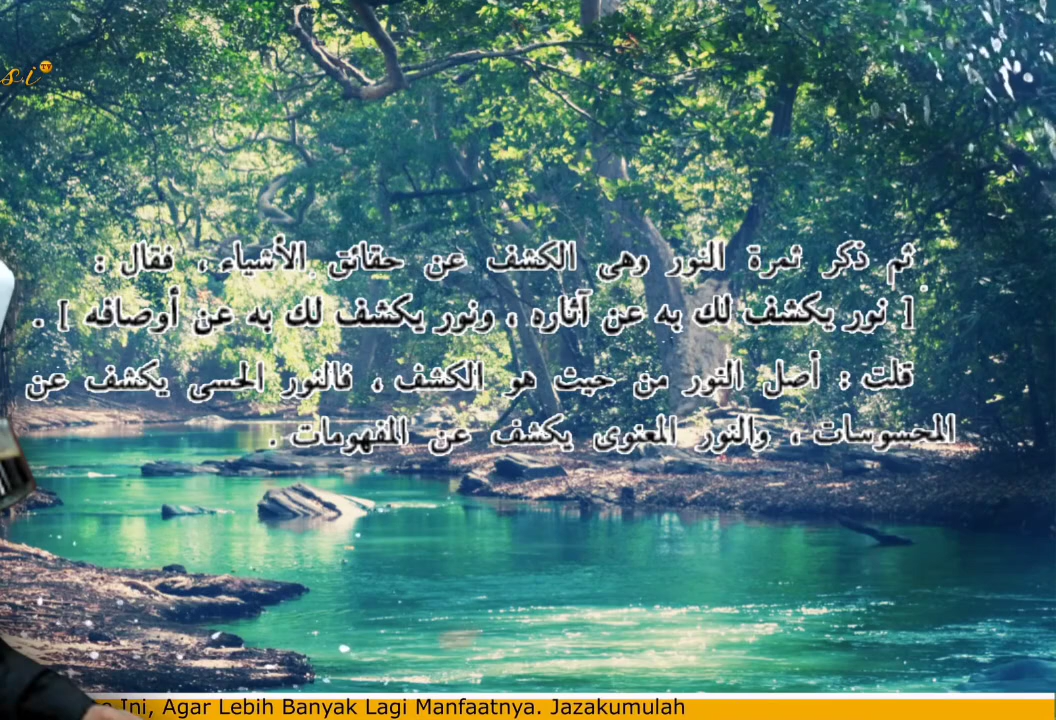 ثم ذكر ثمرة النور وهى الكشف عن حقائق الأشياء ، فقال :
[ نور يكشف لك به عن آثاره ، ونور يكشف لك به عن أوصافه ] .
قلت : أصل النور من حيث هو الكشف ، فالنور الحسى يكشف عن
المحسوسات ، والنور المعنوى يكشف عن المفهومات .
Ini, Agar Lebih Banyak Lagi Manfaatnya. Jazakumulah